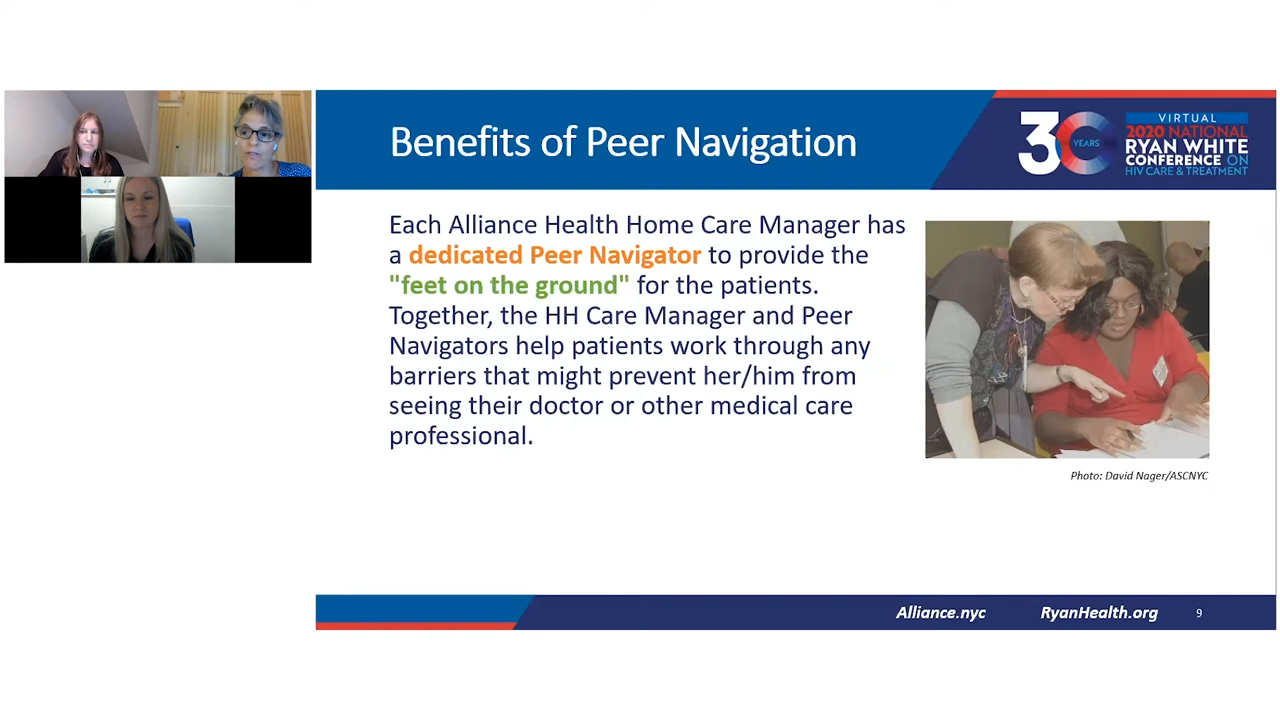 Benefits of Peer Navigation
30 YEARS
VIRTUAL
2020 NATIONAL
RYAN WHITE
CONFERENCE ON
HIV CARE & TREATMENT
Each Alliance Health Home Care Manager has
a dedicated Peer Navigator to provide the
"feet on the ground" for the patients.
Together, the HH Care Manager and Peer
Navigators help patients work through any
barriers that might prevent her/him from
seeing their doctor or other medical care
professional.
Photo: David Nager/ASCNYC
Alliance.nyc RyanHealth.org 9